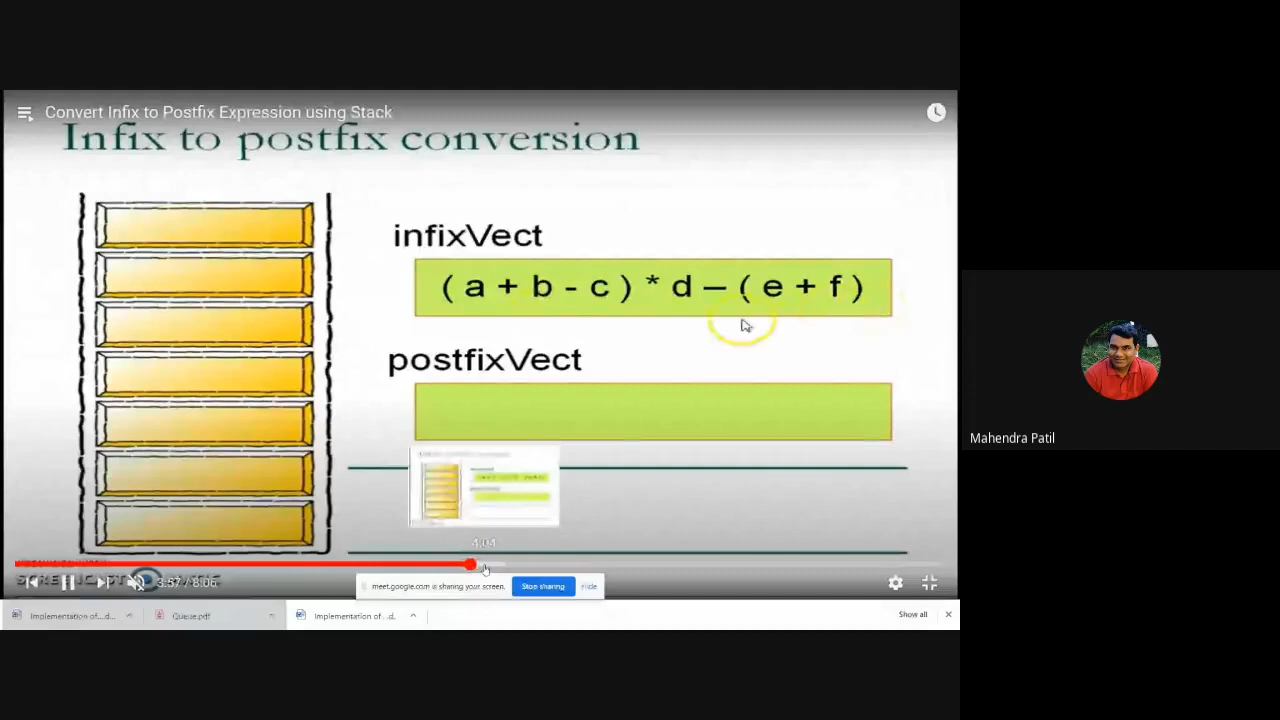 Convert Infix to Postfix Expression using Stack
Infix to postfix conversion
infixVect
( a + b - c ) * d – ( e + f )
postfixVect
4:04
3:57 / 8:06
meet.google.com is sharing your screen.
Stop sharing
Hide
Implementation of....d...
Queue.pdf
Implementation of ...d..
Show all
Mahendra Patil